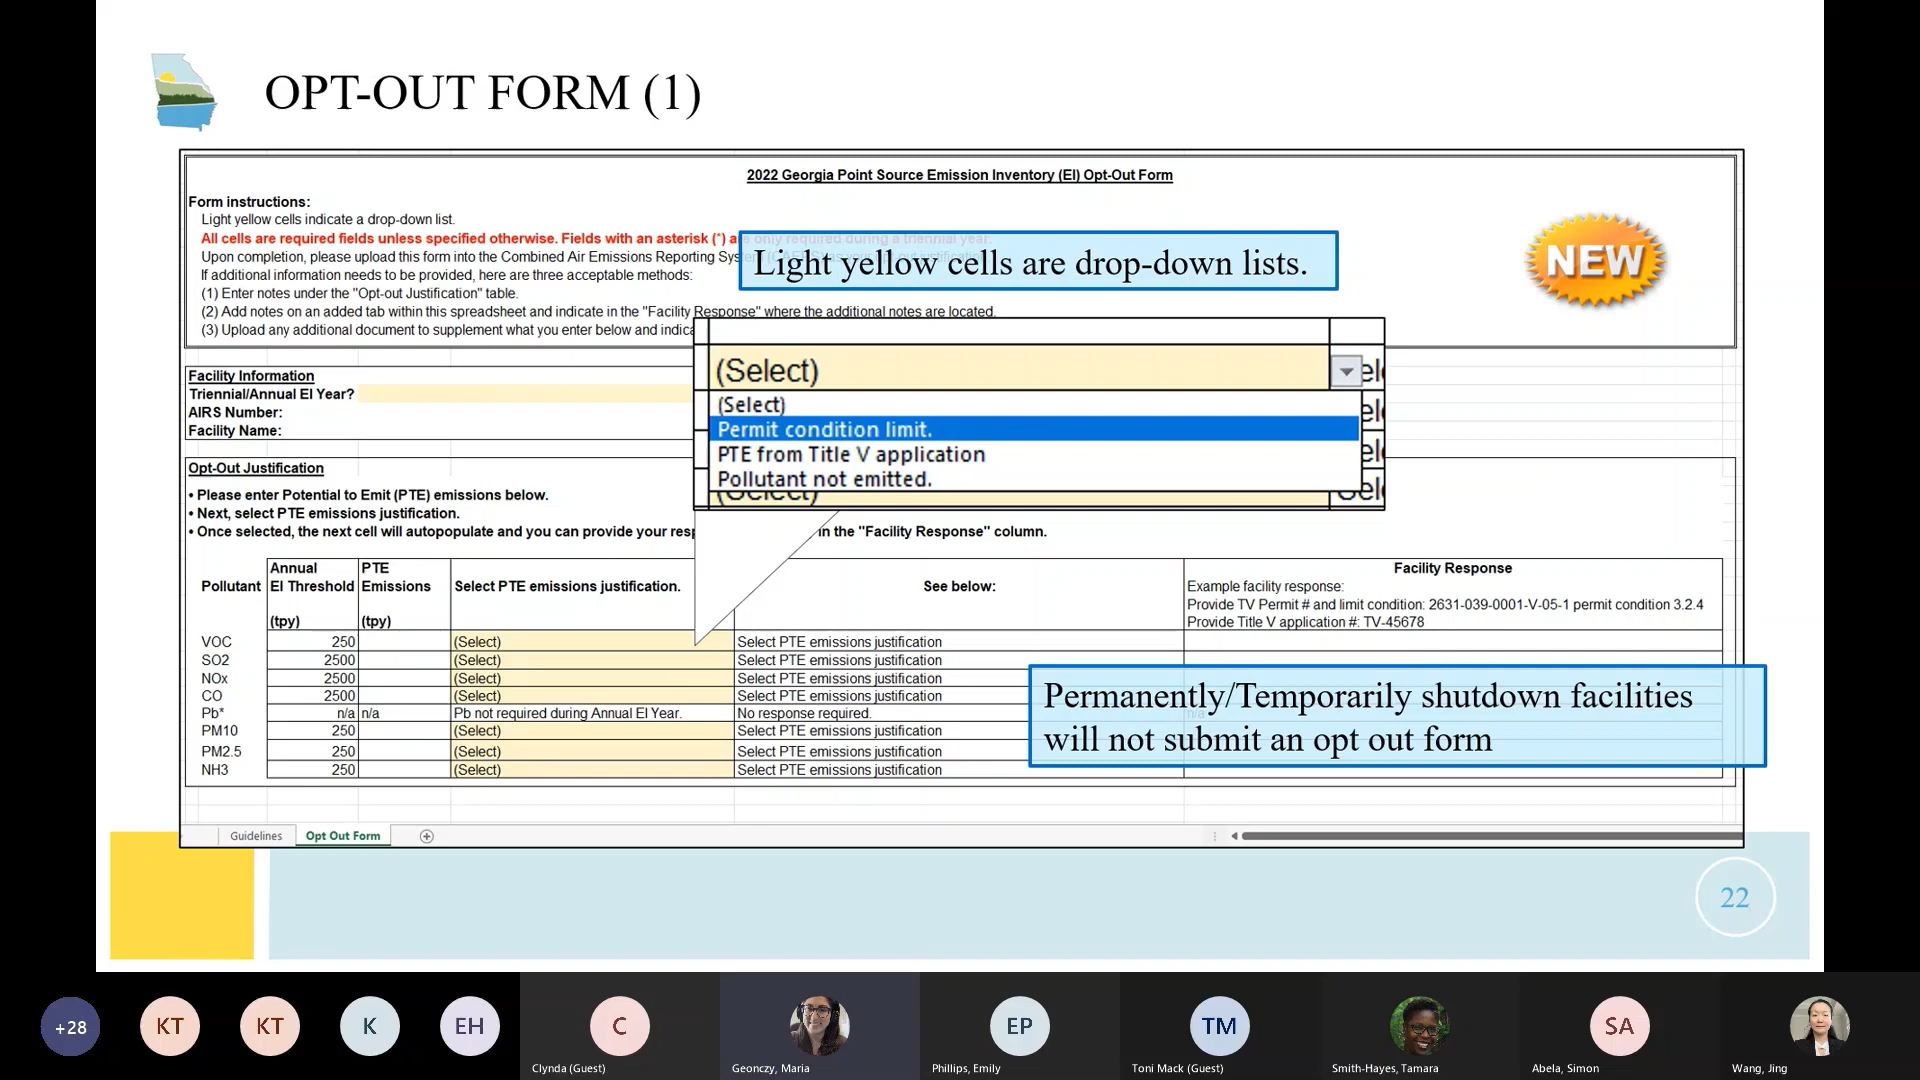 OPT-OUT FORM (1)
2022 Georgia Point Source Emission Inventory (EI) Opt-Out Form
Form instructions:
Light yellow cells indicate a drop-down list.
All cells are required fields unless specified otherwise. Fields with an asterisk (*) are only required during a triennial year.
Upon completion, please upload this form into the Combined Air Emissions Reporting
Light yellow cells are drop-down lists.
NEW
If additional information needs to be provided, here are three acceptable methods:
(1) Enter notes under the "Opt-out Justification" table.
(2) Add notes on an added tab within this spreadsheet and indicate in the "Facility Response" where the additional notes are located.
(3) Upload any additional document to supplement what you enter below and
Facility Information
Triennial/Annual EI Year?
AIRS Number:
Facility Name:
(Select)
(Select)
Permit condition limit.
PTE from Title V application
Pollutant not emitted.
Opt-Out Justification
• Please enter Potential to Emit (PTE) emissions below.
• Next, select PTE emissions justification.
• Once selected, the next cell will autopopulate and you can provide your in the "Facility Response" column.
Pollutant Annual EI Threshold (tpy) PTE Emissions (tpy) Select PTE emissions justification. See below: Facility Response
Example facility response:
Provide TV Permit # and limit condition: 2631-039-0001-V-05-1 permit condition 3.2.4
Provide Title V application #: TV-45678
VOC 250 (Select) Select PTE emissions justification
SO2 2500 (Select) Select PTE emissions justification
NOx 2500 (Select) Select PTE emissions justification
CO 2500 (Select) Select PTE emissions justification
Pb* n/a n/a Pb not required during Annual EI Year. No response required. n/a
PM10 250 (Select) Select PTE emissions justification
PM2.5 250 (Select) Select PTE emissions justification
NH3 250 (Select) Select PTE emissions justification
Permanently/Temporarily shutdown facilities
will not submit an opt out form
Guidelines Opt Out Form
22
+28 KT KT K EH C EP TM SA
Clynda (Guest) Geonczy, Maria Phillips, Emily Toni Mack (Guest) Smith-Hayes, Tamara Abela, Simon Wang, Jing